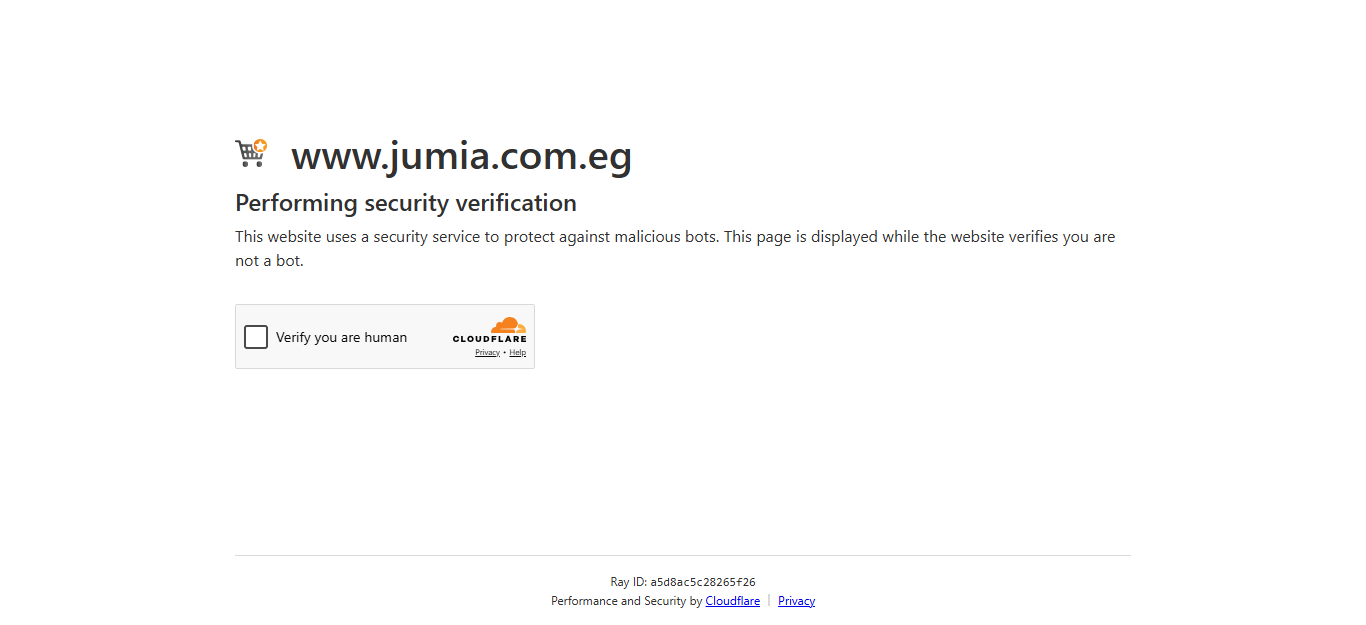 www.jumia.com.eg
Performing security verification
This website uses a security service to protect against malicious bots. This page is displayed while the website verifies you are
not a bot.
Verify you are human
CLOUDFLARE
Privacy • Help
Ray ID: a5d8ac5c28265f26
Performance and Security by Cloudflare | Privacy